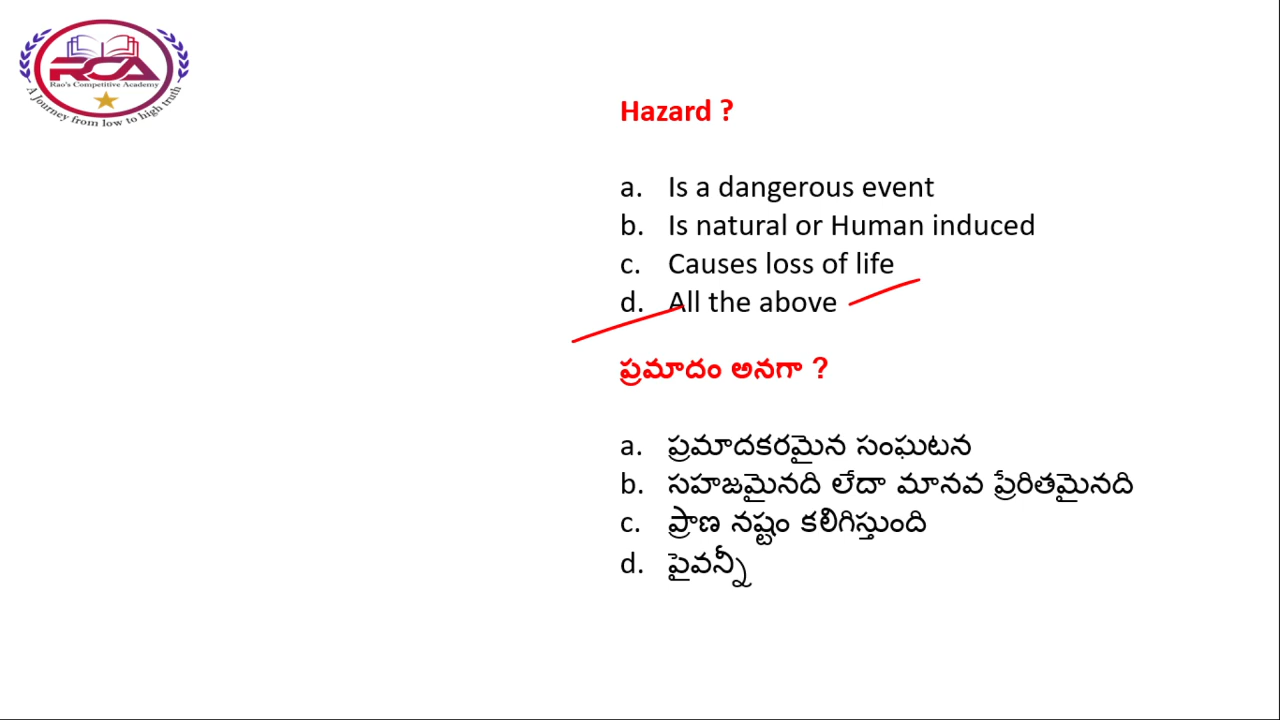 RCA
Rao's Competitive Academy
A Journey from low to high truth
Hazard ?
a. Is a dangerous event
b. Is natural or Human induced
c. Causes loss of life
d. All the above
ప్రమాదం అనగా ?
a. ప్రమాదకరమైన సంఘటన
b. సహజమైనది లేదా మానవ ప్రేరితమైనది
c. ప్రాణ నష్టం కలిగిస్తుంది
d. పైవన్నీ